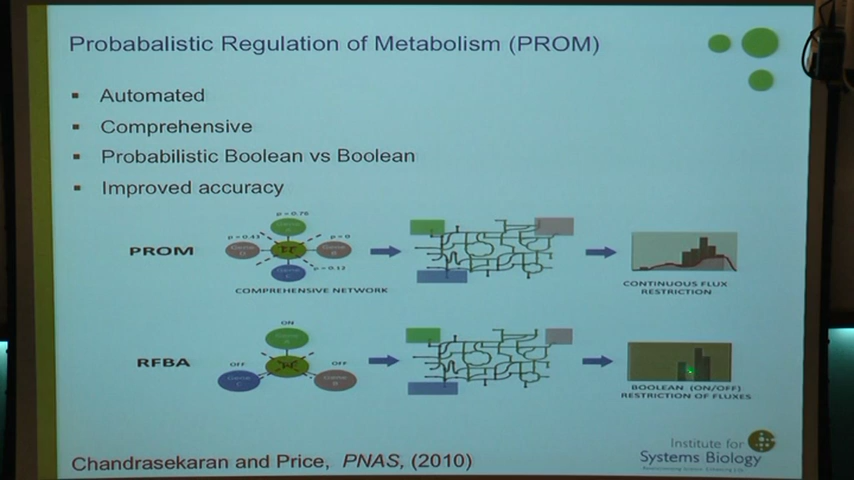 Probabalistic Regulation of Metabolism (PROM)
▪ Automated
▪ Comprehensive
▪ Probabilistic Boolean vs Boolean
▪ Improved accuracy
p = 0.78
p = 0.43
p = 0
p = 0.12
PROM
COMPREHENSIVE NETWORK
CONTINUOUS FLUX
RESTRICTION
ON
OFF
OFF
RFBA
BOOLEAN (ON/OFF)
RESTRICTION OF FLUXES
Chandrasekaran and Price, PNAS, (2010)
Institute for
Systems Biology